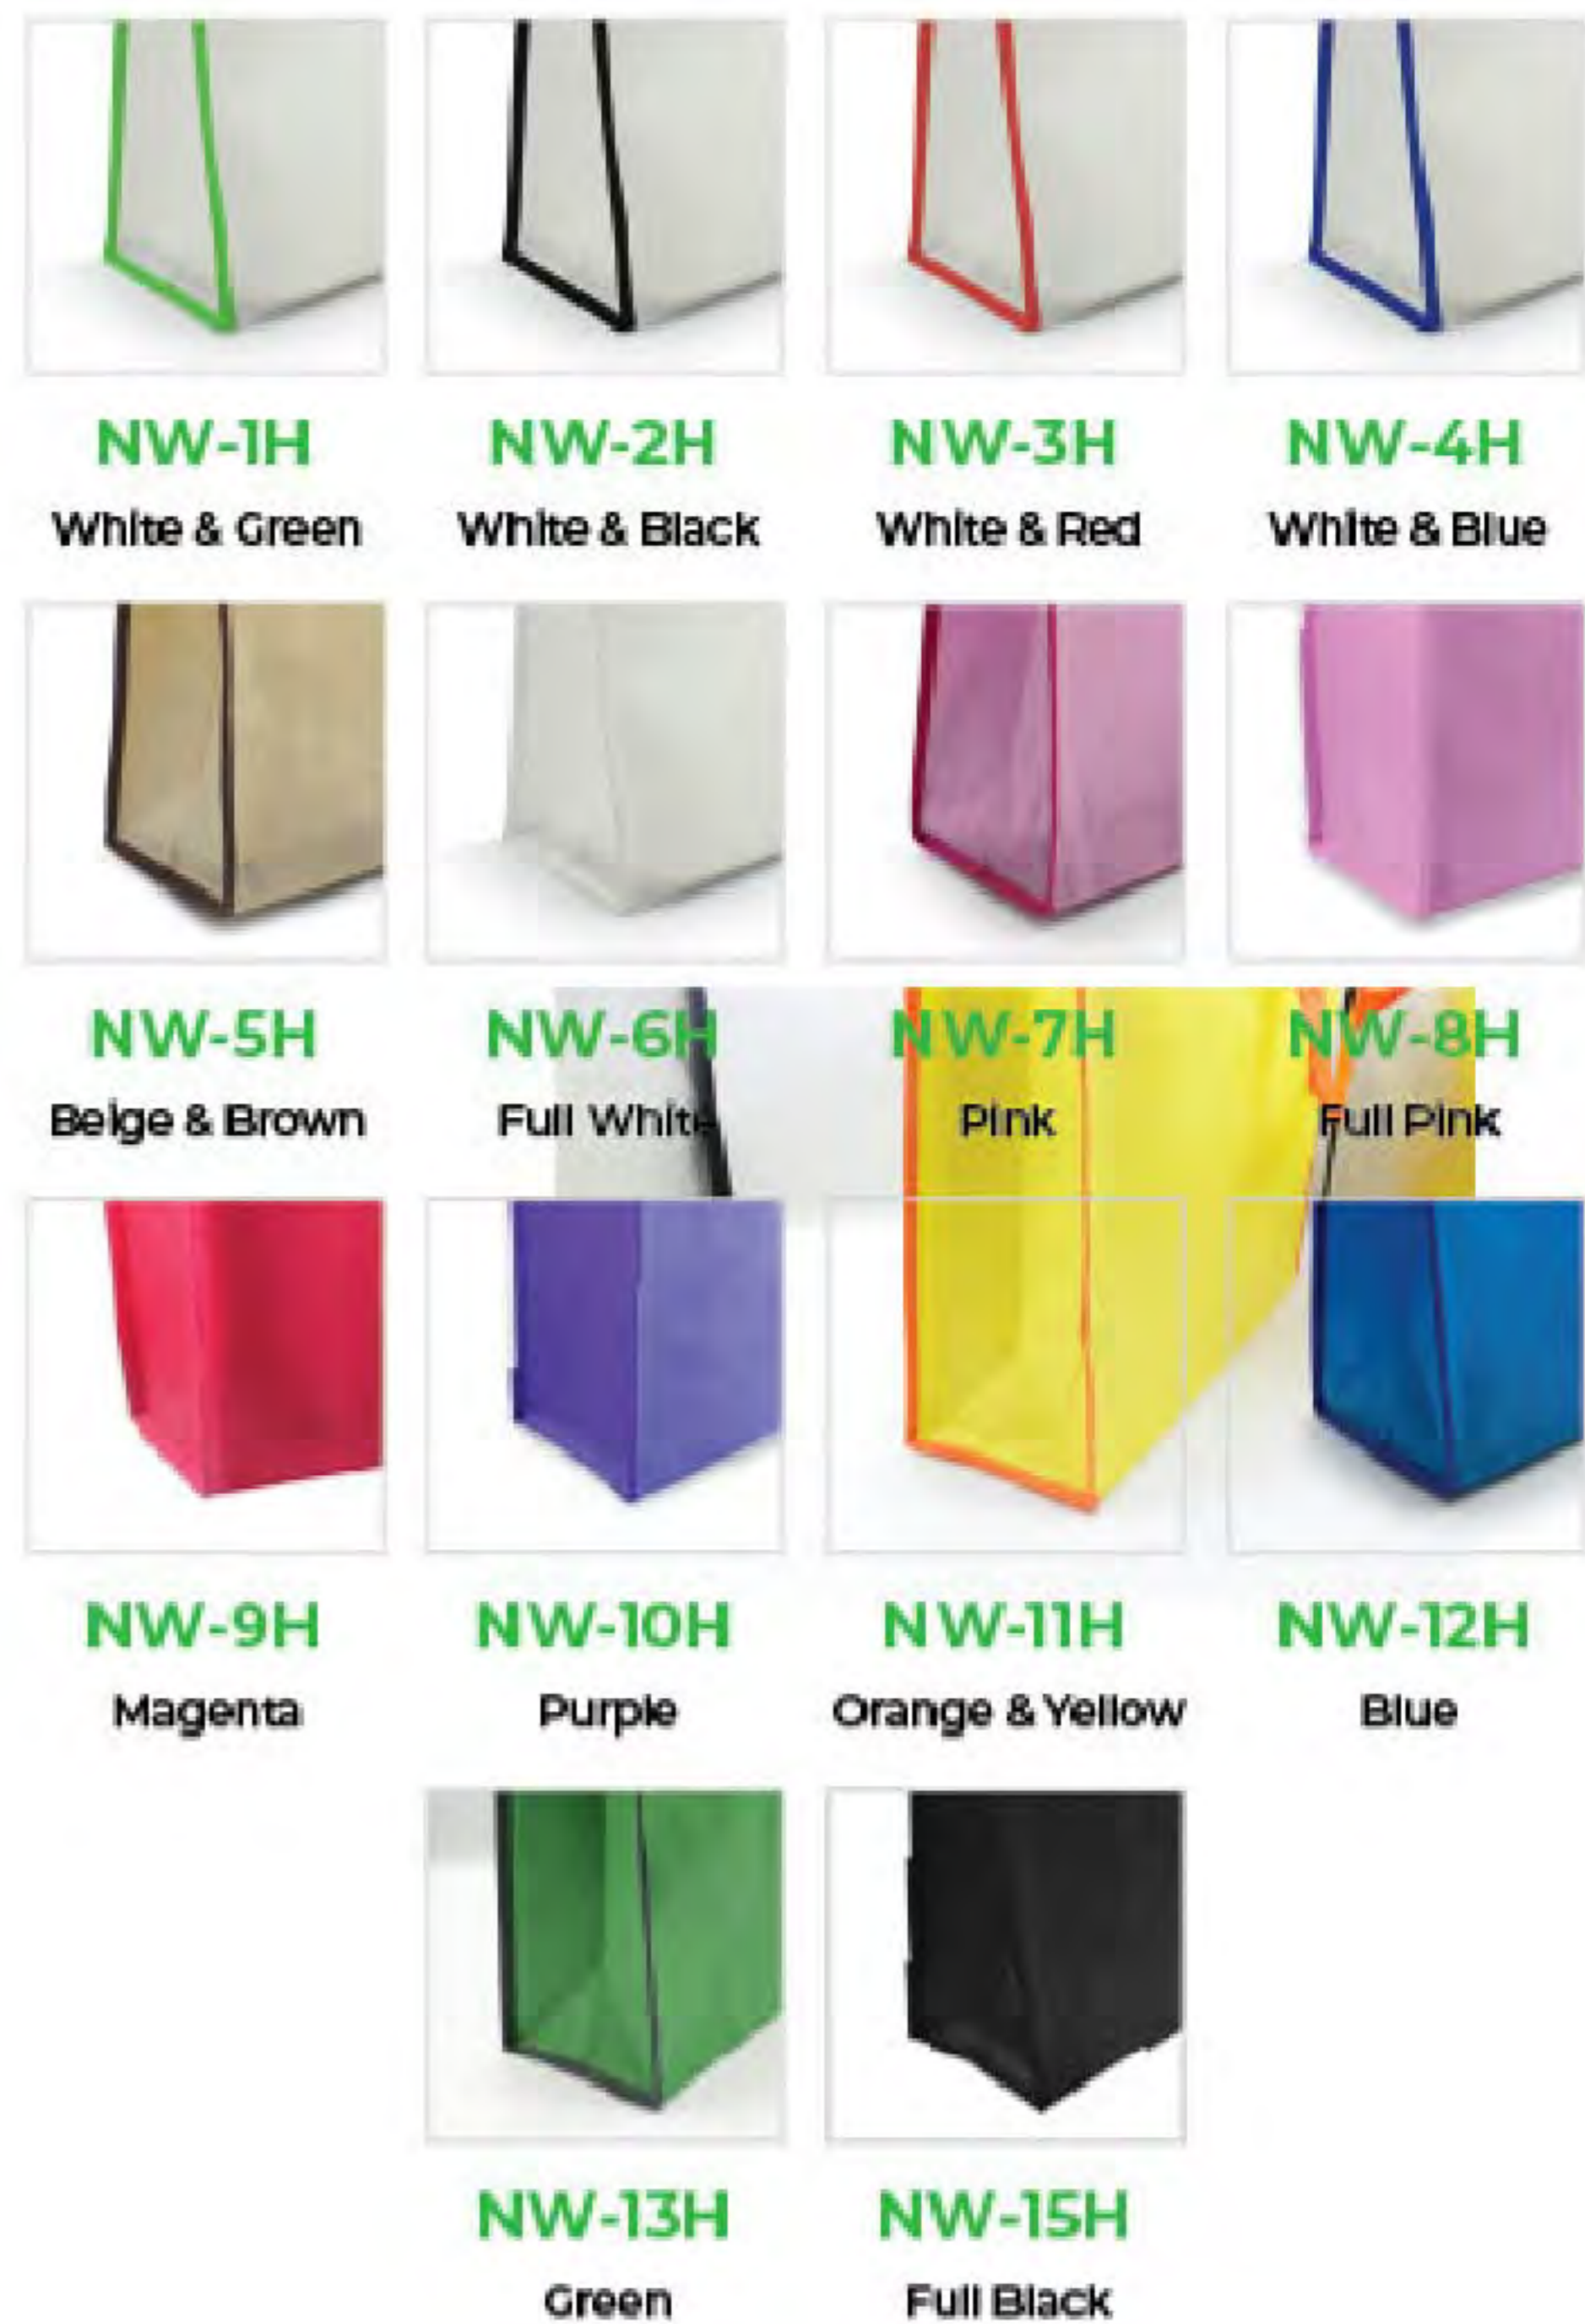 NW-1H NW-2H NW-3H NW-4H
White & Green White & Black White & Red White & Blue
NW-5H NW-6H NW-7H NW-8H
Beige & Brown Full White Pink Full Pink
NW-9H NW-10H NW-11H NW-12H
Magenta Purple Orange & Yellow Blue
NW-13H NW-15H
Green Full Black